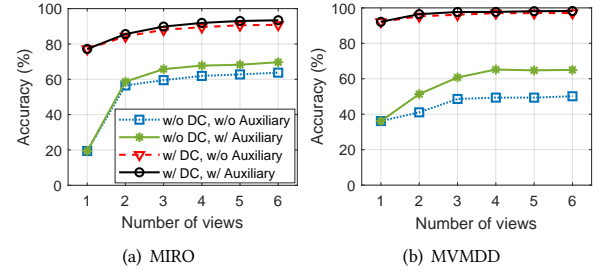 100
80
60
40
20
0
Accuracy (%)
w/o DC, w/o Auxiliary
w/o DC, w/ Auxiliary
w/ DC, w/o Auxiliary
w/ DC, w/ Auxiliary
1 2 3 4 5 6
Number of views
(a) MIRO
100
80
60
40
20
0
Accuracy (%)
1 2 3 4 5 6
Number of views
(b) MVMDD